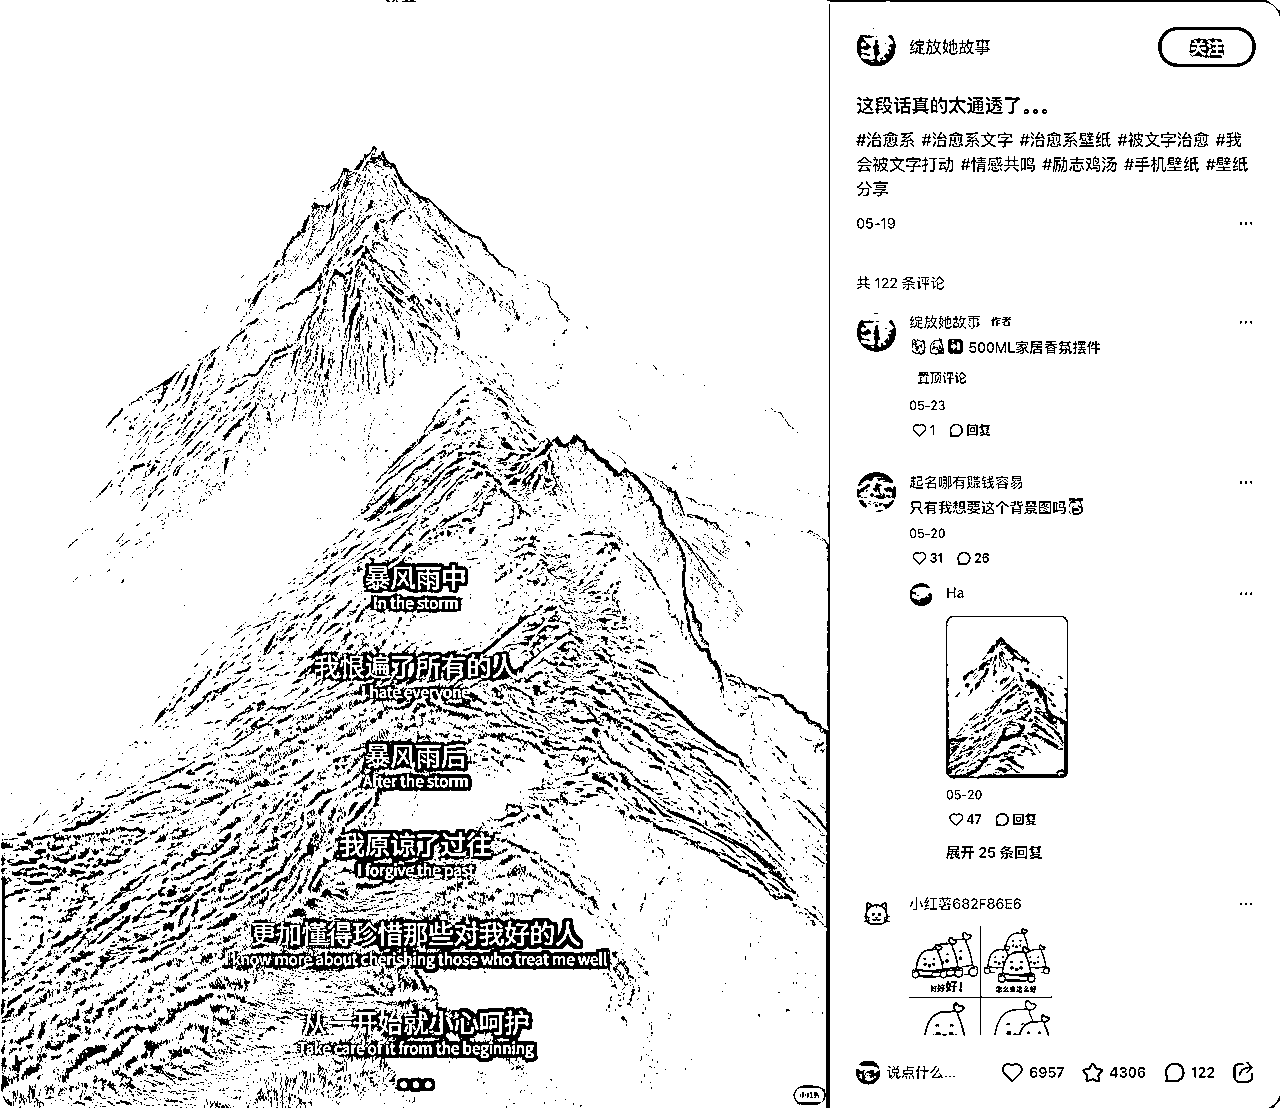 暴风雨中
In the storm
我恨遍了所有的人
I hate everyone
暴风雨后
After the storm
我原谅了过往
I forgive the past
更加懂得珍惜那些对我好的人
I know more about cherishing those who treat me well
从一开始就小心呵护
Take care of it from the beginning
●●●
小红书
绽放她故事
关注
这段话真的太通透了。。。
#治愈系 #治愈系文字 #治愈系壁纸 #被文字治愈 #我
会被文字打动 #情感共鸣 #励志鸡汤 #手机壁纸 #壁纸
分享
05-19
共 122 条评论
绽放她故事 作者
500ML家居香氛摆件
置顶评论
05-23
1 回复
起名哪有赚钱容易
只有我想要这个背景图吗
05-20
31 26
Ha
05-20
47 回复
展开 25 条回复
小红薯682F86E6
好好好！
怎么会这么好
说点什么...
6957 4306 122